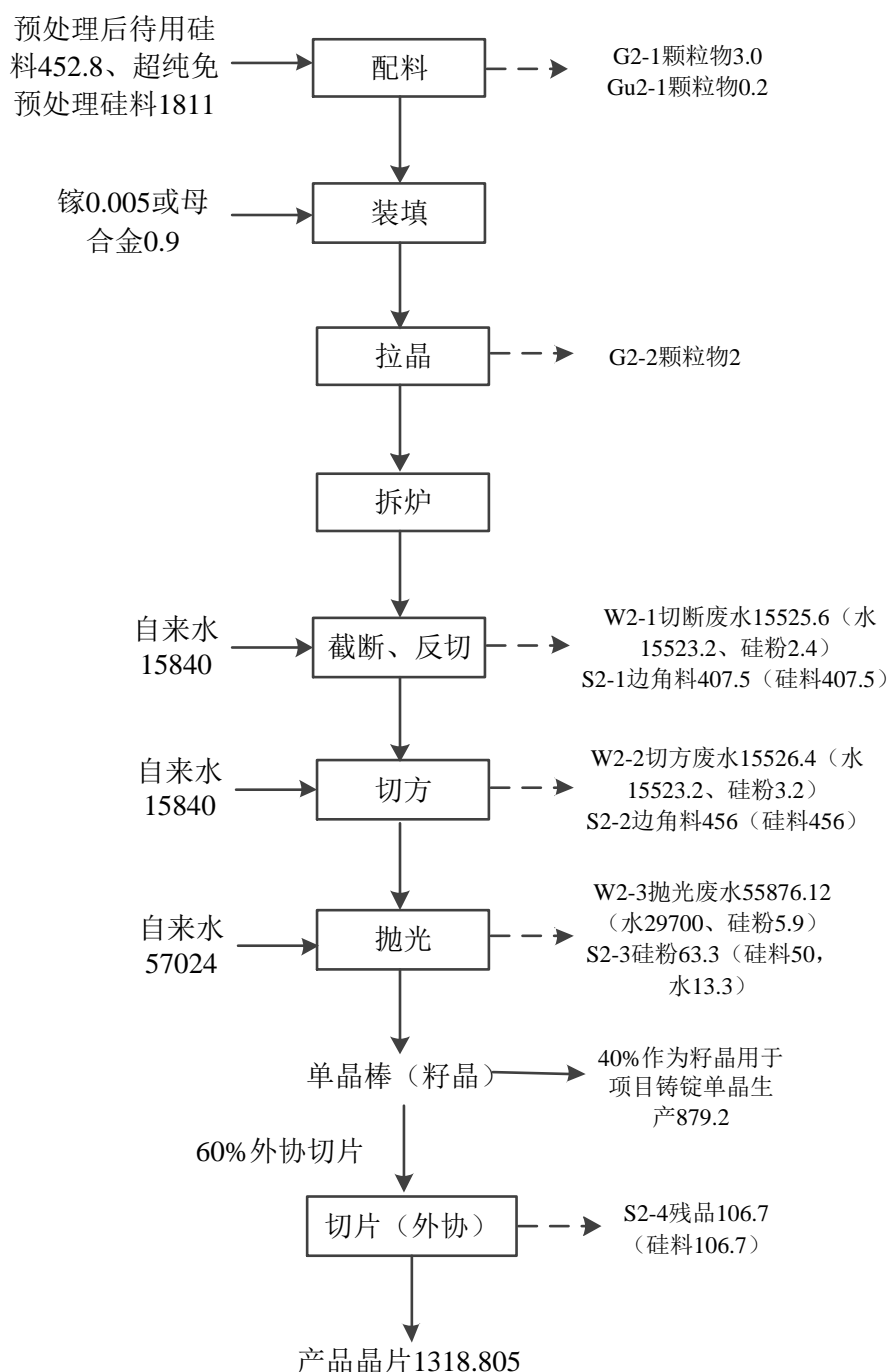 预处理后待用硅
料452.8、超纯免
预处理硅料1811
配料
G2-1颗粒物3.0
Gu2-1颗粒物0.2
镓0.005或母
合金0.9
装填
拉晶
G2-2颗粒物2
拆炉
自来水
15840
截断、反切
W2-1切断废水15525.6（水
15523.2、硅粉2.4）
S2-1边角料407.5（硅料407.5）
自来水
15840
切方
W2-2切方废水15526.4（水
15523.2、硅粉3.2）
S2-2边角料456（硅料456）
自来水
57024
抛光
W2-3抛光废水55876.12
（水29700、硅粉5.9）
S2-3硅粉63.3（硅料50，
水13.3）
单晶棒（籽晶）
40%作为籽晶用于
项目铸锭单晶生
产879.2
60%外协切片
切片（外协）
S2-4残品106.7
（硅料106.7）
产品晶片1318.805